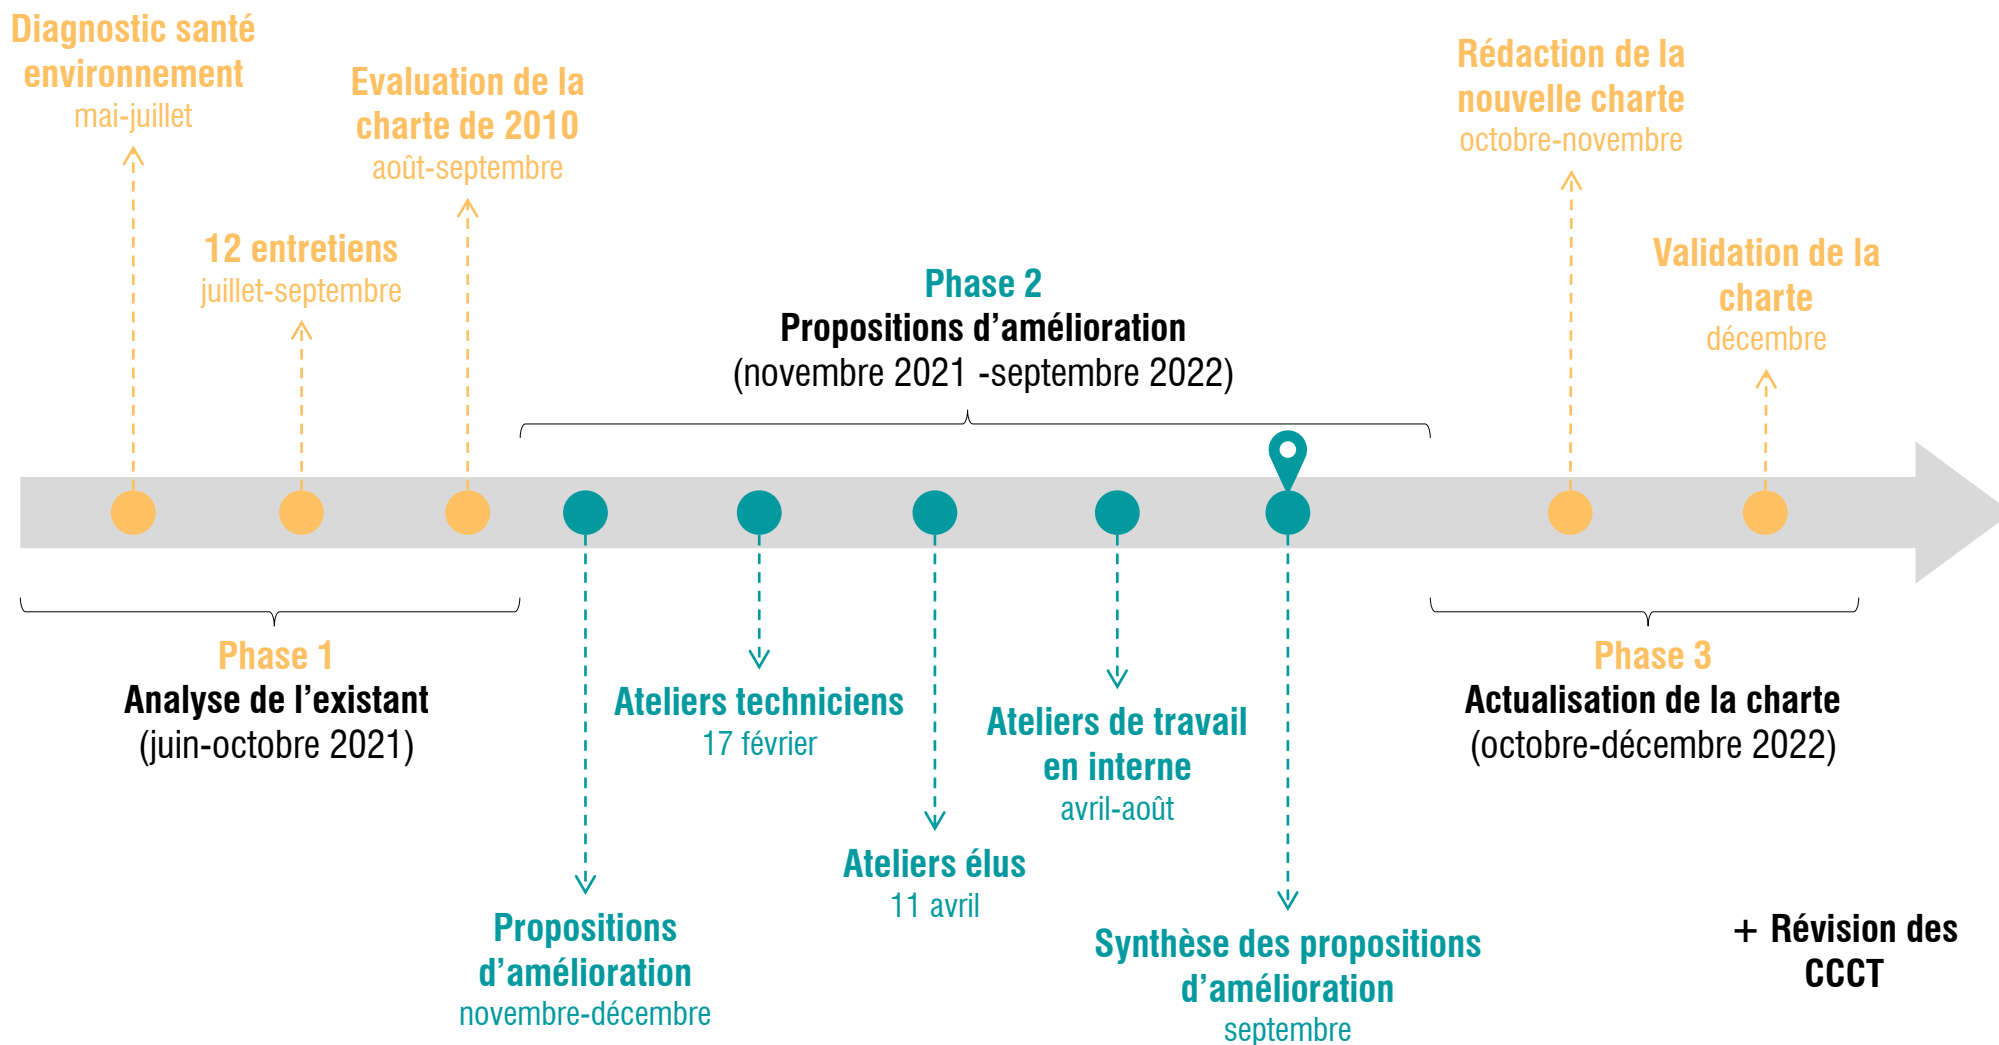 Diagnostic santé
environnement
mai-juillet
12 entretiens
juillet-septembre
Evaluation de la
charte de 2010
août-septembre
Phase 2
Propositions d’amélioration
(novembre 2021 -septembre 2022)
Rédaction de la
nouvelle charte
octobre-novembre
Validation de la
charte
décembre
Phase 1
Analyse de l’existant
(juin-octobre 2021)
Propositions
d’amélioration
novembre-décembre
Ateliers techniciens
17 février
Ateliers élus
11 avril
Ateliers de travail
en interne
avril-août
Synthèse des propositions
d’amélioration
septembre
Phase 3
Actualisation de la charte
(octobre-décembre 2022)
+ Révision des
CCCT